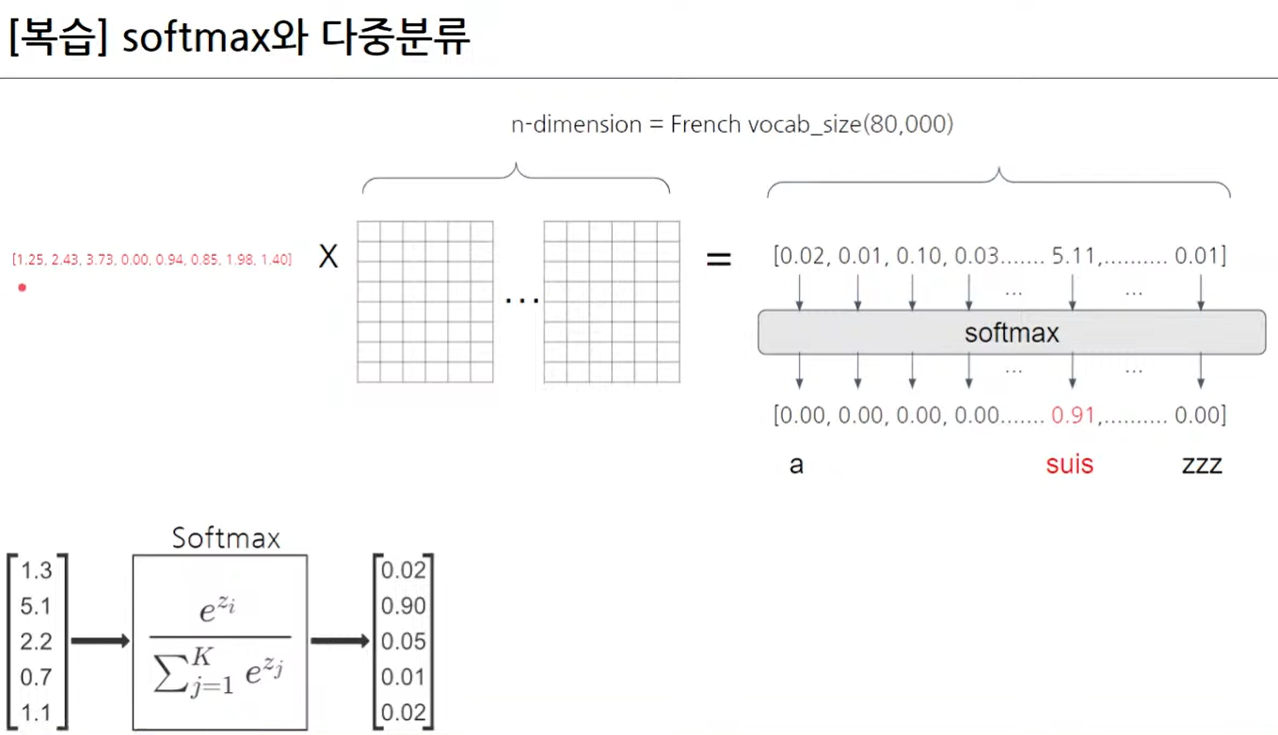 [복습] softmax와 다중분류
n-dimension = French vocab_size(80,000)
[1.25, 2.43, 3.73, 0.00, 0.94, 0.85, 1.98, 1.40] X ... = [0.02, 0.01, 0.10, 0.03....... 5.11,.......... 0.01]
... ...
softmax
... ...
[0.00, 0.00, 0.00, 0.00....... 0.91,.......... 0.00]
a suis zzz
Softmax
1.3
5.1
2.2
0.7
1.1
e^{z_i}
∑_{j=1}^{K} e^{z_j}
0.02
0.90
0.05
0.01
0.02